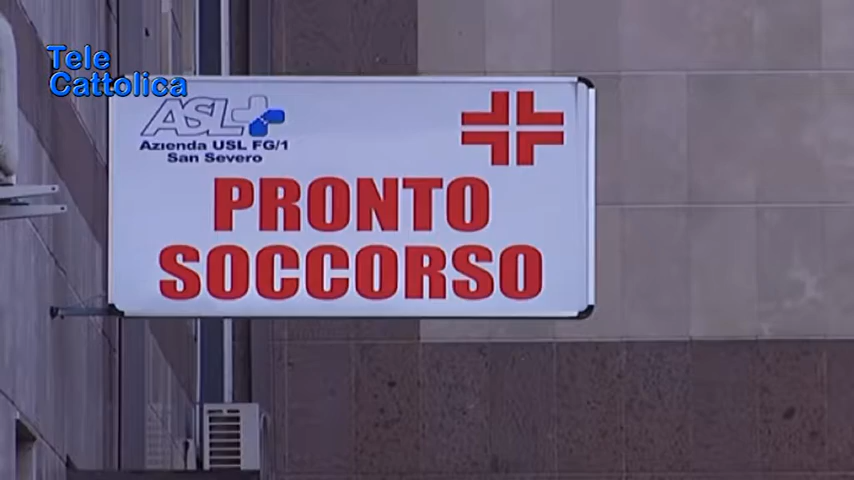 Tele
Cattolica
ASL
Azienda USL FG/1
San Severo
PRONTO
SOCCORSO